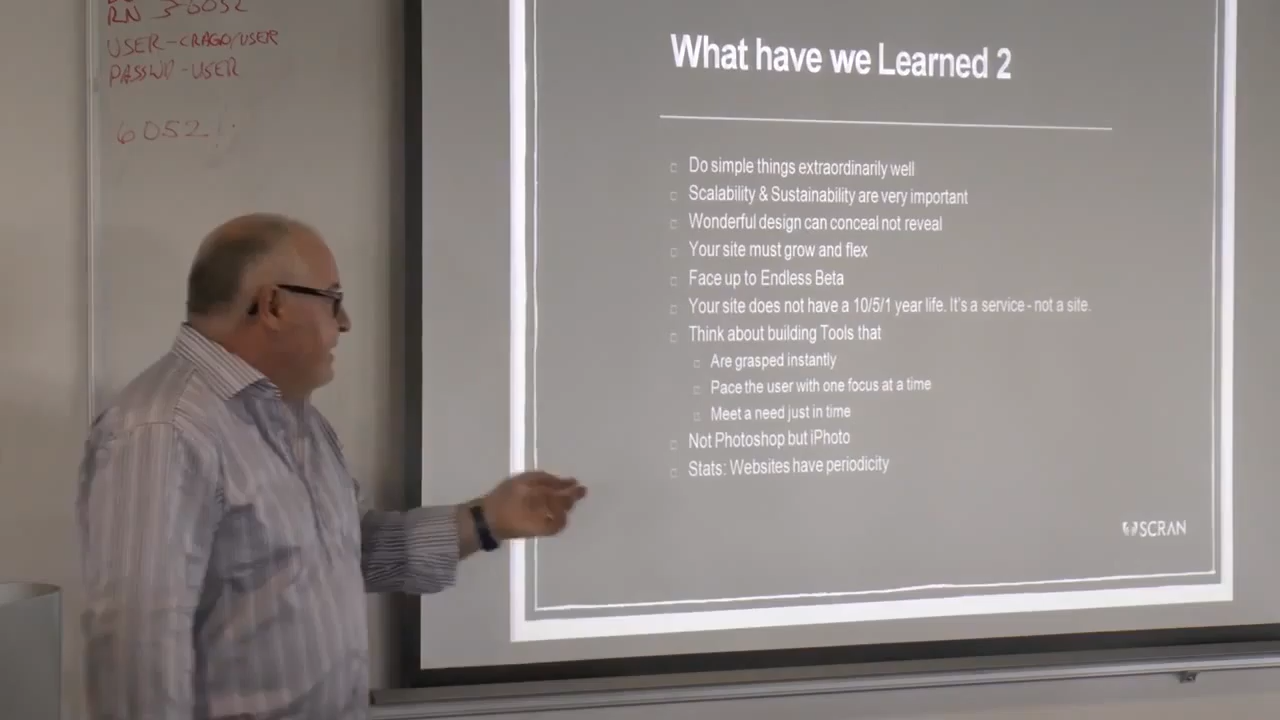 RN 3-6052
USER-CRAGO/USER
PASSWD-USER
6052
What have we Learned 2
Do simple things extraordinarily well
Scalability & Sustainability are very important
Wonderful design can conceal not reveal
Your site must grow and flex
Face up to Endless Beta
Your site does not have a 10/5/1 year life. It's a service - not a site.
Think about building Tools that
Are grasped instantly
Pace the user with one focus at a time
Meet a need just in time
Not Photoshop but iPhoto
Stats: Websites have periodicity
SCRAN